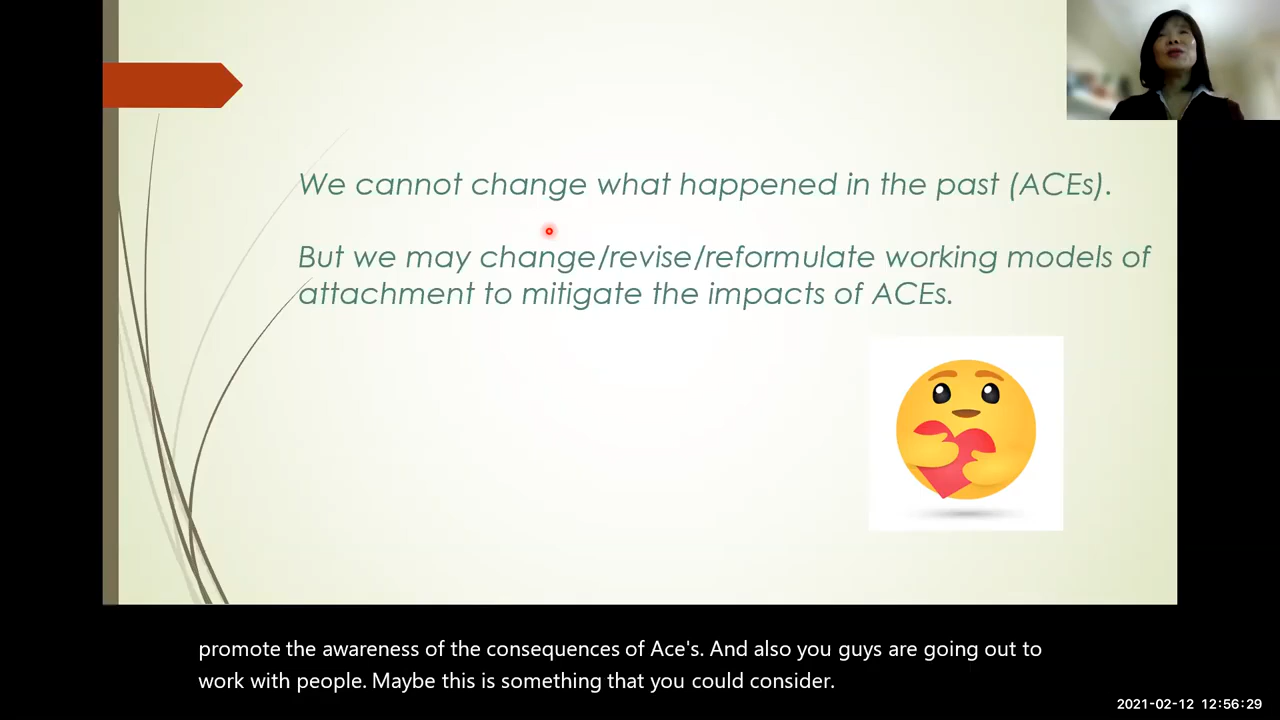 We cannot change what happened in the past (ACEs).
But we may change/revise/reformulate working models of
attachment to mitigate the impacts of ACEs.
promote the awareness of the consequences of Ace's. And also you guys are going out to
work with people. Maybe this is something that you could consider.
2021-02-12 12:56:29